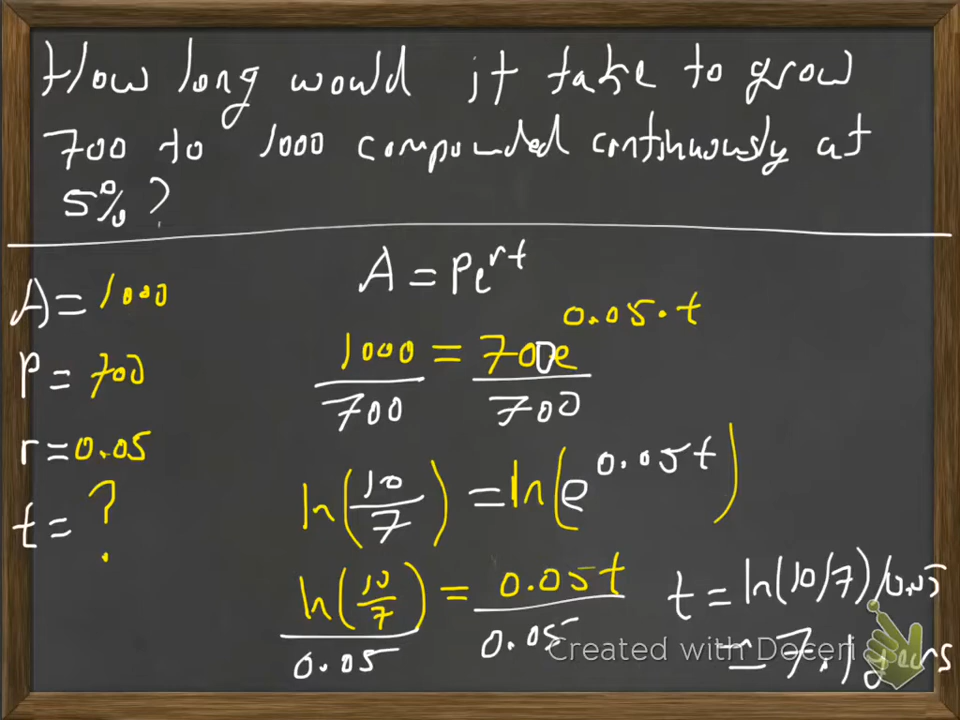 How long would it take to grow
700 to 1000 compounded continuously at
5%?
A = 1000
P = 700
r = 0.05
t = ?
A = Pe^rt
1000 = 700e^0.05·t
700 700
ln(10/7) = ln(e^0.05t)
ln(10/7) = 0.05t
0.05 0.05
t = ln(10/7)/0.05
= 7.1 years
Created with Doceri